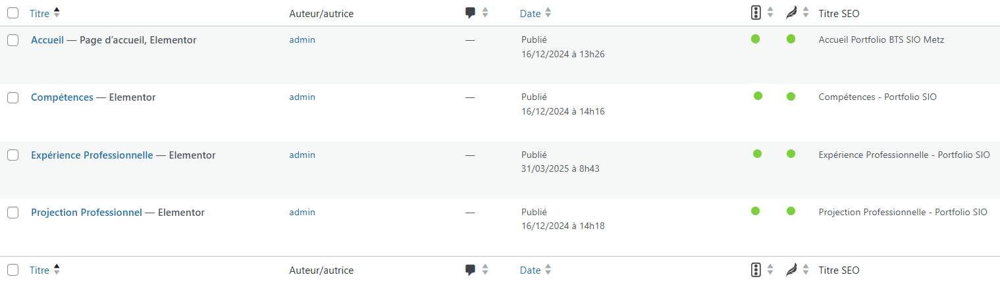 Titre Auteur/autrice Date Titre SEO
Accueil — Page d’accueil, Elementor admin — Publié Accueil Portfolio BTS SIO Metz
16/12/2024 à 13h26
Compétences — Elementor admin — Publié Compétences - Portfolio SIO
16/12/2024 à 14h16
Expérience Professionnelle — Elementor admin — Publié Expérience Professionnelle - Portfolio SIO
31/03/2025 à 8h43
Projection Professionnel — Elementor admin — Publié Projection Professionnelle - Portfolio SIO
16/12/2024 à 14h18
Titre Auteur/autrice Date Titre SEO